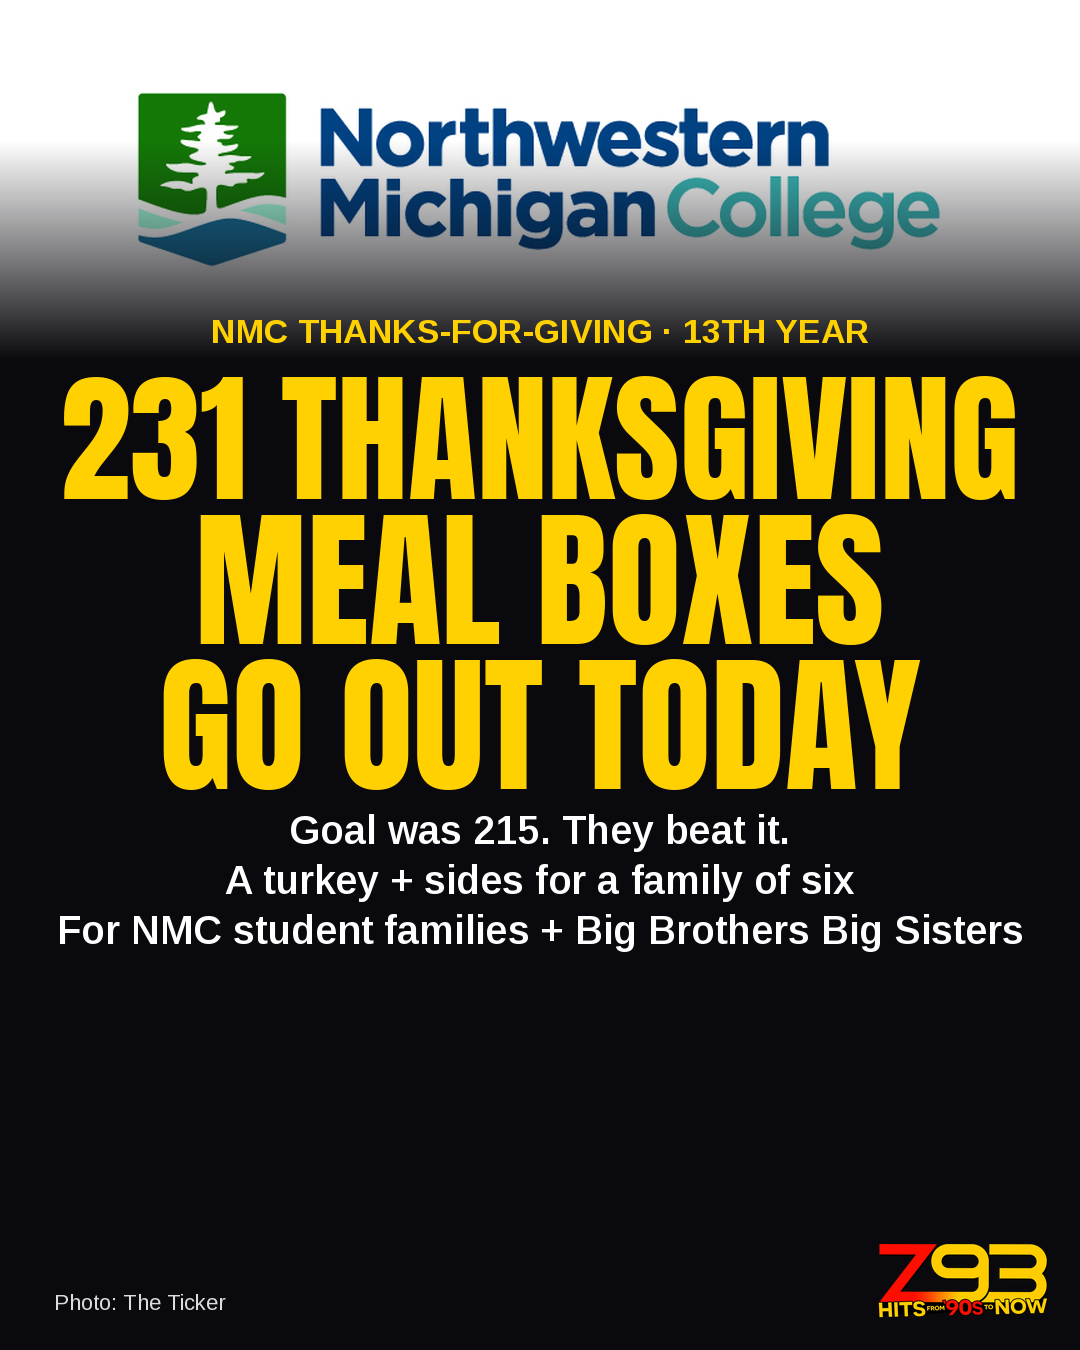 Northwestern
Michigan College
NMC THANKS-FOR-GIVING · 13TH YEAR
231 THANKSGIVING
MEAL BOXES
GO OUT TODAY
Goal was 215. They beat it.
A turkey + sides for a family of six
For NMC student families + Big Brothers Big Sisters
Z93
HITS FROM '90S TO NOW
Photo: The Ticker